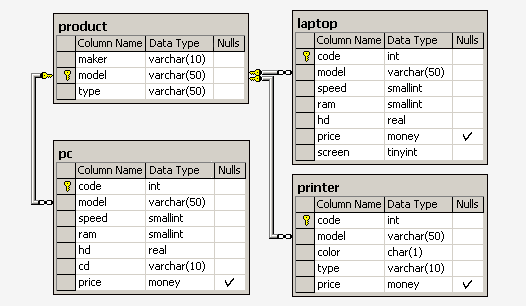 product
Column Name Data Type Nulls
maker varchar(10)
model varchar(50)
type varchar(50)
laptop
Column Name Data Type Nulls
code int
model varchar(50)
speed smallint
ram smallint
hd real
price money ✓
screen tinyint
pc
Column Name Data Type Nulls
code int
model varchar(50)
speed smallint
ram smallint
hd real
cd varchar(10)
price money ✓
printer
Column Name Data Type Nulls
code int
model varchar(50)
color char(1)
type varchar(10)
price money ✓